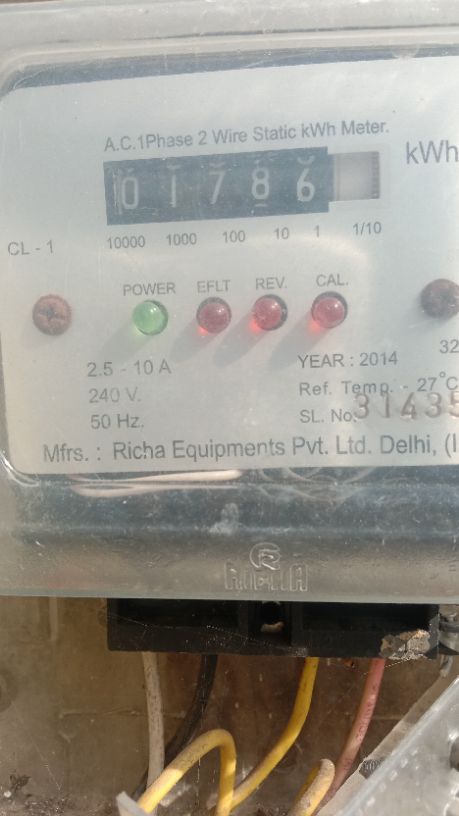 A.C.1Phase 2 Wire Static kWh Meter.
kWh
01786
CL - 1
10000 1000 100 10 1 1/10
POWER EFLT REV. CAL.
2.5 - 10 A
240 V.
50 Hz.
32
YEAR : 2014
Ref. Temp. - 27°C
SL. No. 31435
Mfrs. : Richa Equipments Pvt. Ltd. Delhi, (I
R
RICHA